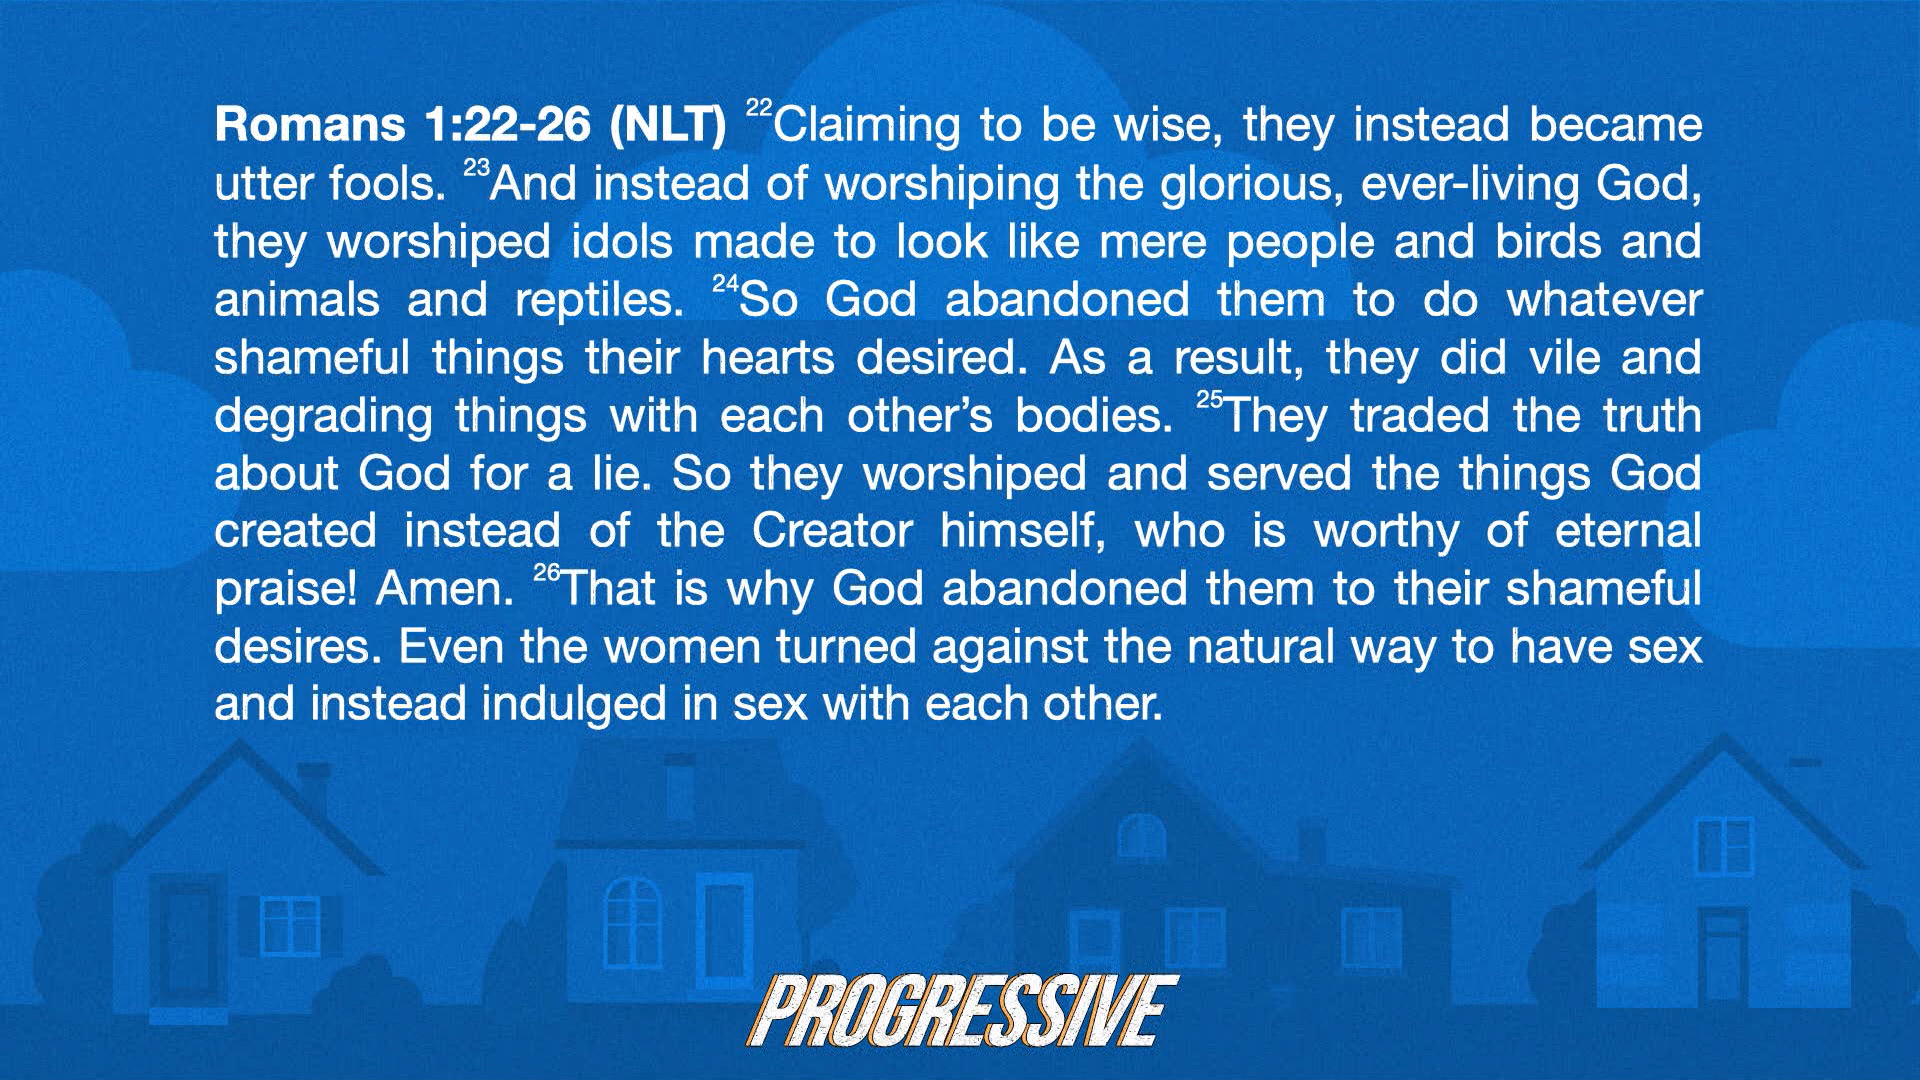 Romans 1:22-26 (NLT) 22Claiming to be wise, they instead became
utter fools. 23And instead of worshiping the glorious, ever-living God,
they worshiped idols made to look like mere people and birds and
animals and reptiles. 24So God abandoned them to do whatever
shameful things their hearts desired. As a result, they did vile and
degrading things with each other’s bodies. 25They traded the truth
about God for a lie. So they worshiped and served the things God
created instead of the Creator himself, who is worthy of eternal
praise! Amen. 26That is why God abandoned them to their shameful
desires. Even the women turned against the natural way to have sex
and instead indulged in sex with each other.
PROGRESSIVE